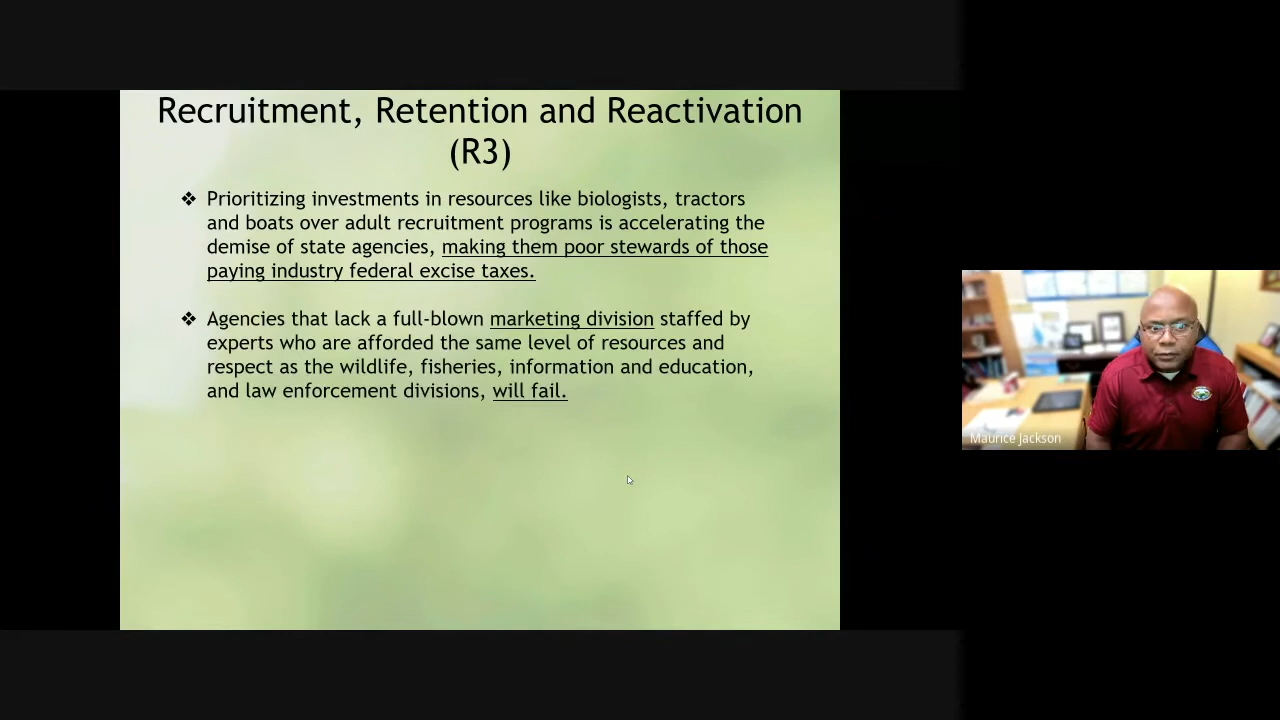 Recruitment, Retention and Reactivation
(R3)
❖ Prioritizing investments in resources like biologists, tractors
and boats over adult recruitment programs is accelerating the
demise of state agencies, making them poor stewards of those
paying industry federal excise taxes.
❖ Agencies that lack a full-blown marketing division staffed by
experts who are afforded the same level of resources and
respect as the wildlife, fisheries, information and education,
and law enforcement divisions, will fail.
Maurice Jackson